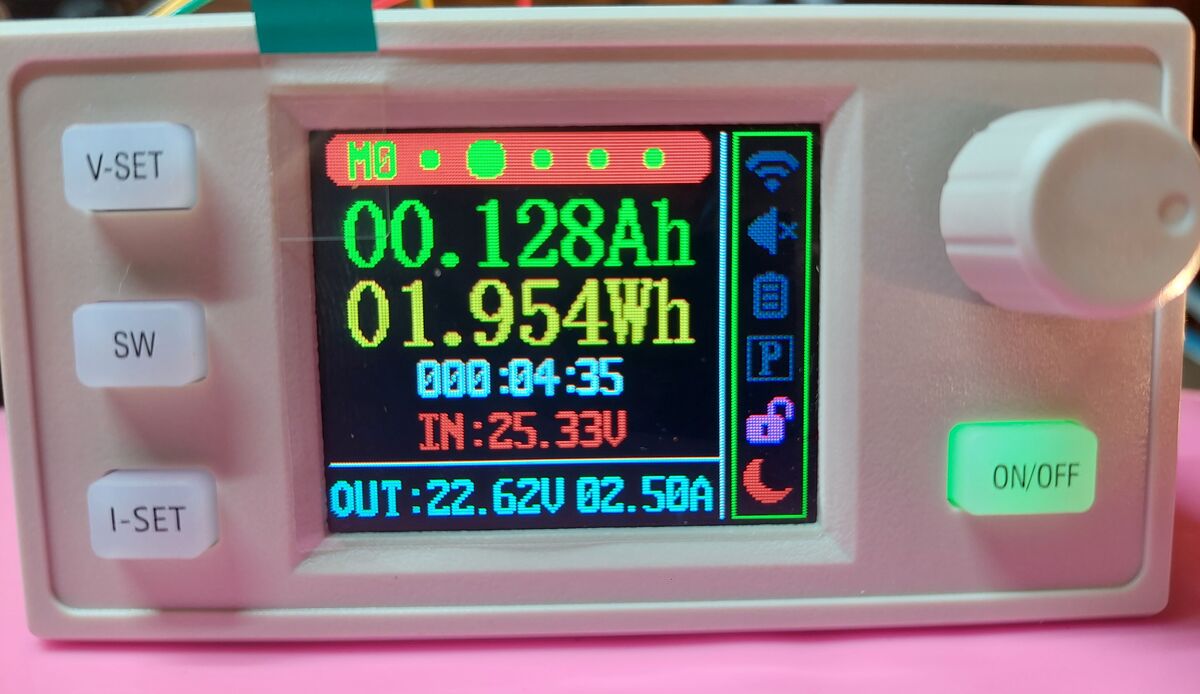 V-SET
SW
I-SET
M0
00.128Ah
01.954Wh
000:04:35
IN:25.33V
OUT:22.62V 02.50A
P
ON/OFF